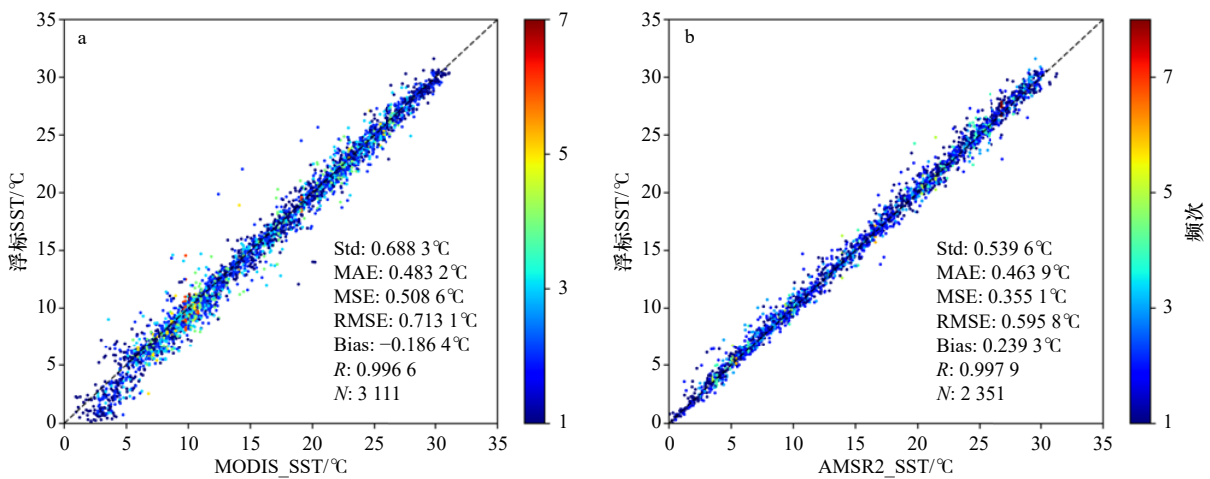 a
35
30
25
20
15
10
5
0
浮标SST/℃
0 5 10 15 20 25 30 35
MODIS_SST/℃
Std: 0.688 3℃
MAE: 0.483 2℃
MSE: 0.508 6℃
RMSE: 0.713 1℃
Bias: −0.186 4℃
R: 0.996 6
N: 3 111
7
5
3
1
b
35
30
25
20
15
10
5
0
浮标SST/℃
0 5 10 15 20 25 30 35
AMSR2_SST/℃
Std: 0.539 6℃
MAE: 0.463 9℃
MSE: 0.355 1℃
RMSE: 0.595 8℃
Bias: 0.239 3℃
R: 0.997 9
N: 2 351
7
5
3
1
频次